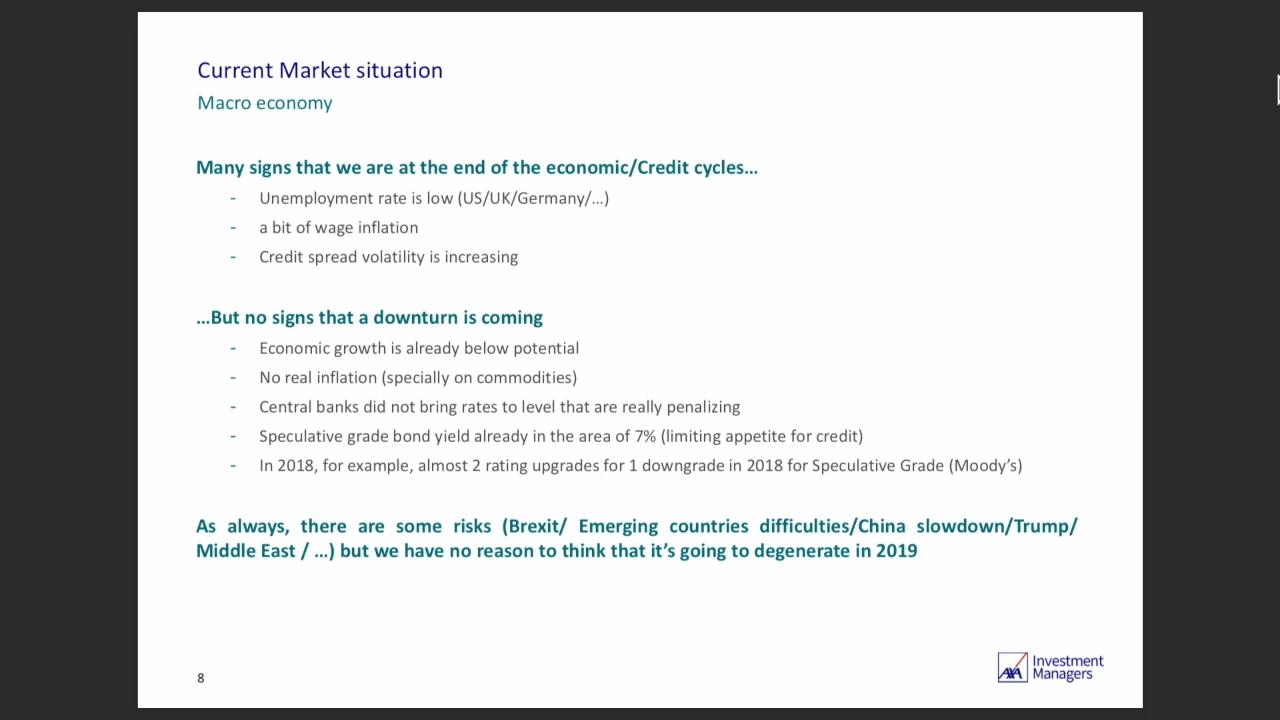 Current Market situation
Macro economy
Many signs that we are at the end of the economic/Credit cycles…
- Unemployment rate is low (US/UK/Germany/…)
- a bit of wage inflation
- Credit spread volatility is increasing
…But no signs that a downturn is coming
- Economic growth is already below potential
- No real inflation (specially on commodities)
- Central banks did not bring rates to level that are really penalizing
- Speculative grade bond yield already in the area of 7% (limiting appetite for credit)
- In 2018, for example, almost 2 rating upgrades for 1 downgrade in 2018 for Speculative Grade (Moody’s)
As always, there are some risks (Brexit/ Emerging countries difficulties/China slowdown/Trump/
Middle East / …) but we have no reason to think that it’s going to degenerate in 2019
8
AXA Investment
Managers